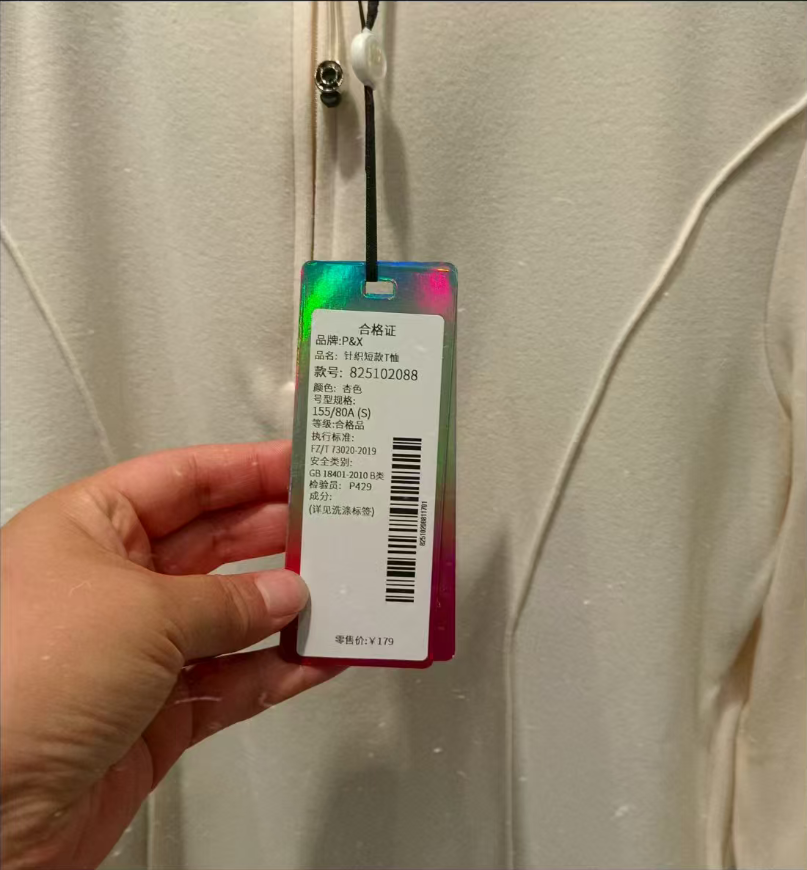 合格证
品牌:P&X
品名: 针织短款T恤
款号: 825102088
颜色: 杏色
号型规格:
155/80A (S)
等级:合格品
执行标准:
FZ/T 73020-2019
安全类别:
GB 18401-2010 B类
检验员: P429
成分:
(详见洗涤标签)
零售价:￥179